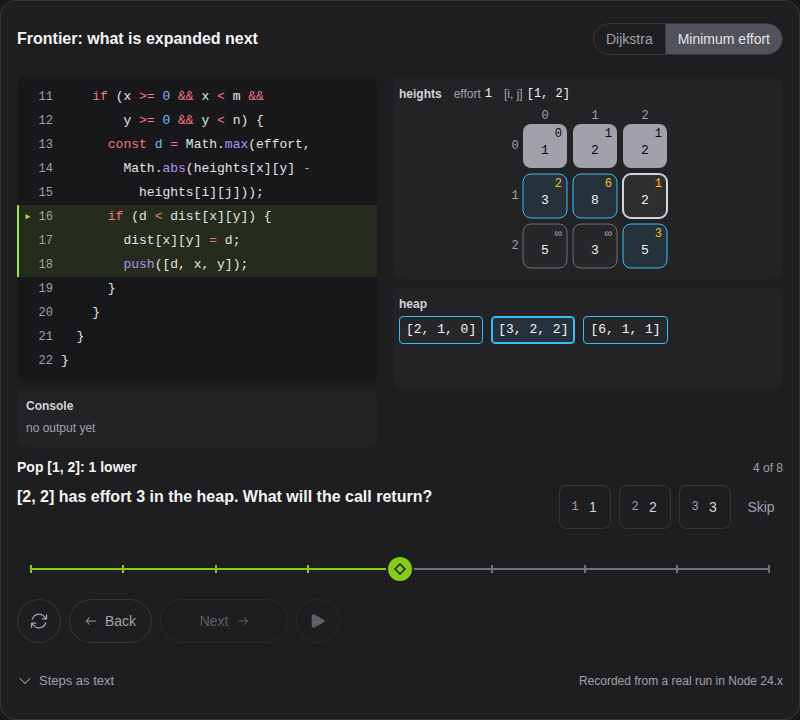 Frontier: what is expanded next
Dijkstra Minimum effort
11 if (x >= 0 && x < m &&
12 y >= 0 && y < n) {
13 const d = Math.max(effort,
14 Math.abs(heights[x][y] -
15 heights[i][j]));
▸ 16 if (d < dist[x][y]) {
17 dist[x][y] = d;
18 push([d, x, y]);
19 }
20 }
21 }
22 }
Console
no output yet
heights effort 1 [i, j] [1, 2]
0 1 2
0 1 1
0 1 2 2
2 6 1
1 3 8 2
∞ ∞ 3
2 5 3 5
heap
[2, 1, 0] [3, 2, 2] [6, 1, 1]
Pop [1, 2]: 1 lower
4 of 8
[2, 2] has effort 3 in the heap. What will the call return?
1 1 2 2 3 3 Skip
← Back Next →
Steps as text
Recorded from a real run in Node 24.x